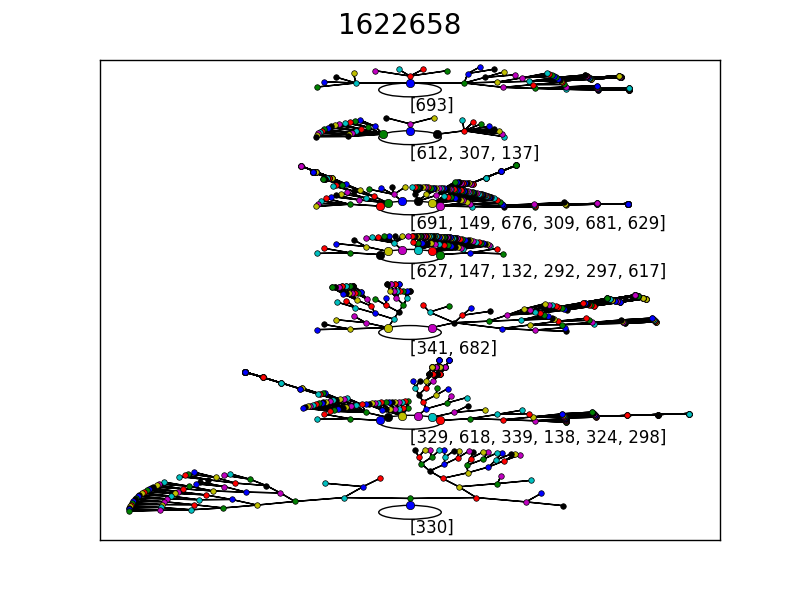 1622658
[693]
[612, 307, 137]
[691, 149, 676, 309, 681, 629]
[627, 147, 132, 292, 297, 617]
[341, 682]
[329, 618, 339, 138, 324, 298]
[330]